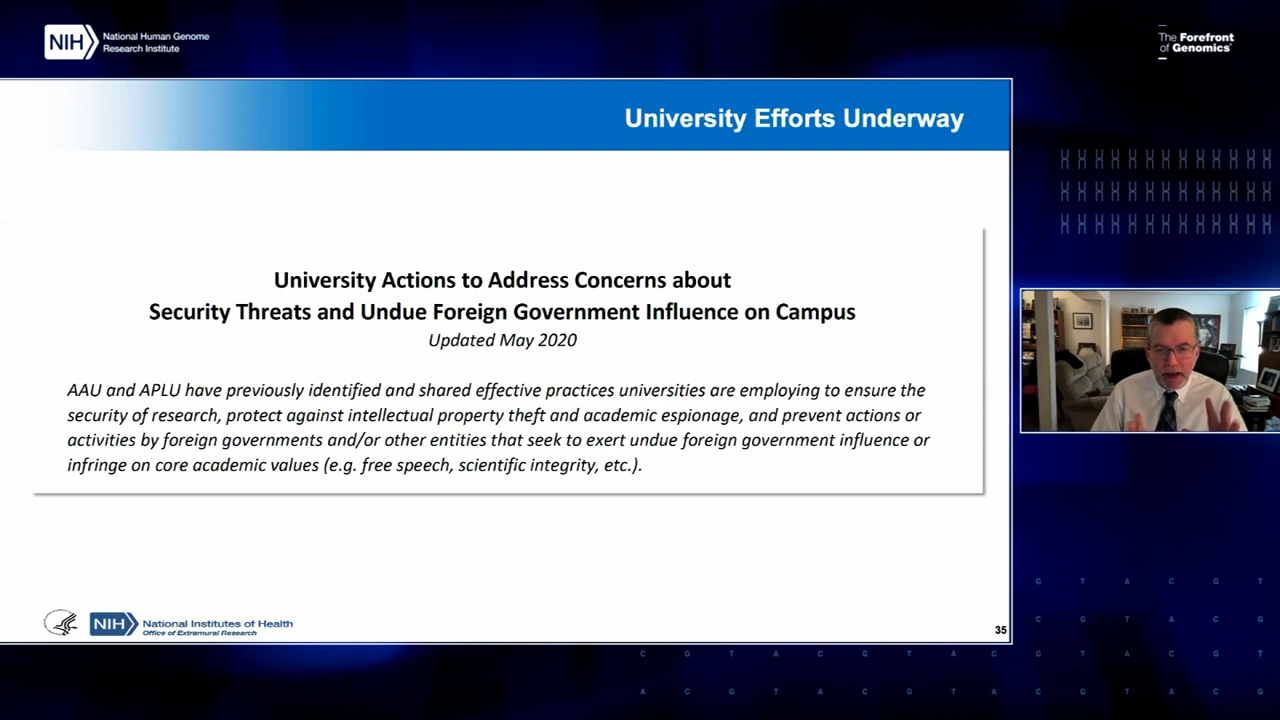 NIH National Human Genome
Research Institute
The Forefront
of Genomics
University Efforts Underway
University Actions to Address Concerns about
Security Threats and Undue Foreign Government Influence on Campus
Updated May 2020
AAU and APLU have previously identified and shared effective practices universities are employing to ensure the
security of research, protect against intellectual property theft and academic espionage, and prevent actions or
activities by foreign governments and/or other entities that seek to exert undue foreign government influence or
infringe on core academic values (e.g. free speech, scientific integrity, etc.).
NIH National Institutes of Health
Office of Extramural Research
35
G T A C G T
C G T A C G
C G T A C G T A C G T A C G T
A C G T A C G T A C G T A C G